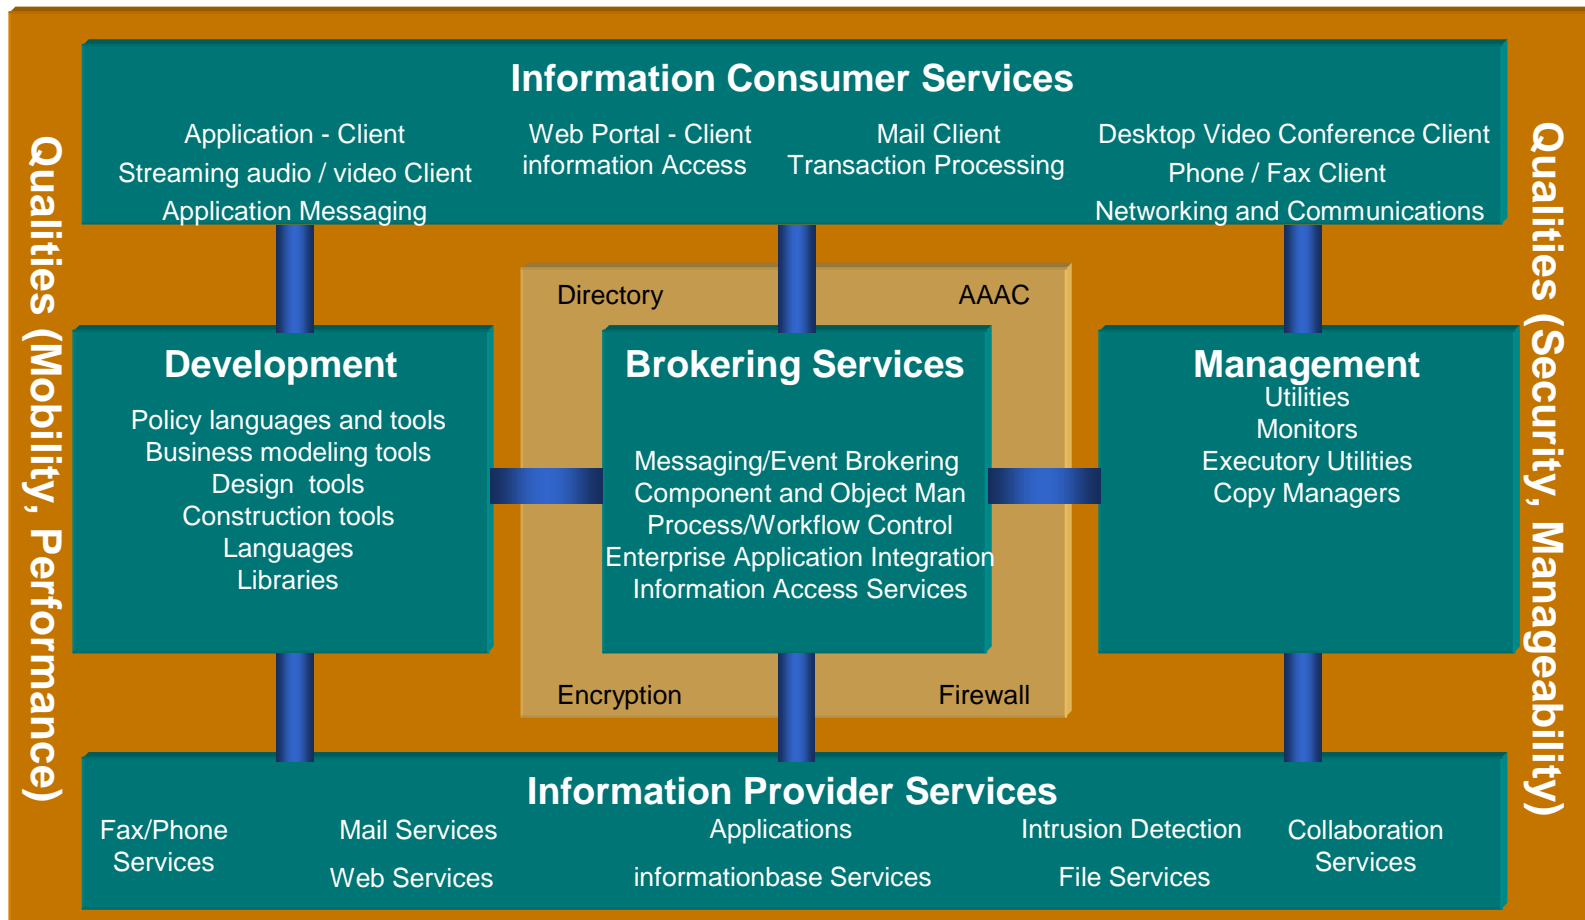 Information Consumer Services
Application - Client
Streaming audio / video Client
Application Messaging
Web Portal - Client
information Access
Mail Client
Transaction Processing
Desktop Video Conference Client
Phone / Fax Client
Networking and Communications
Qualities (Mobility, Performance)
Qualities (Security, Manageability)
Directory
AAAC
Development
Policy languages and tools
Business modeling tools
Design  tools
Construction tools
Languages
Libraries
Brokering Services
Messaging/Event Brokering
Component and Object Man
Process/Workflow Control
Enterprise Application Integration
Information Access Services
Management
Utilities
Monitors
Executory Utilities
Copy Managers
Encryption
Firewall
Information Provider Services
Fax/Phone
Services
Mail Services
Web Services
Applications
informationbase Services
Intrusion Detection
File Services
Collaboration
Services